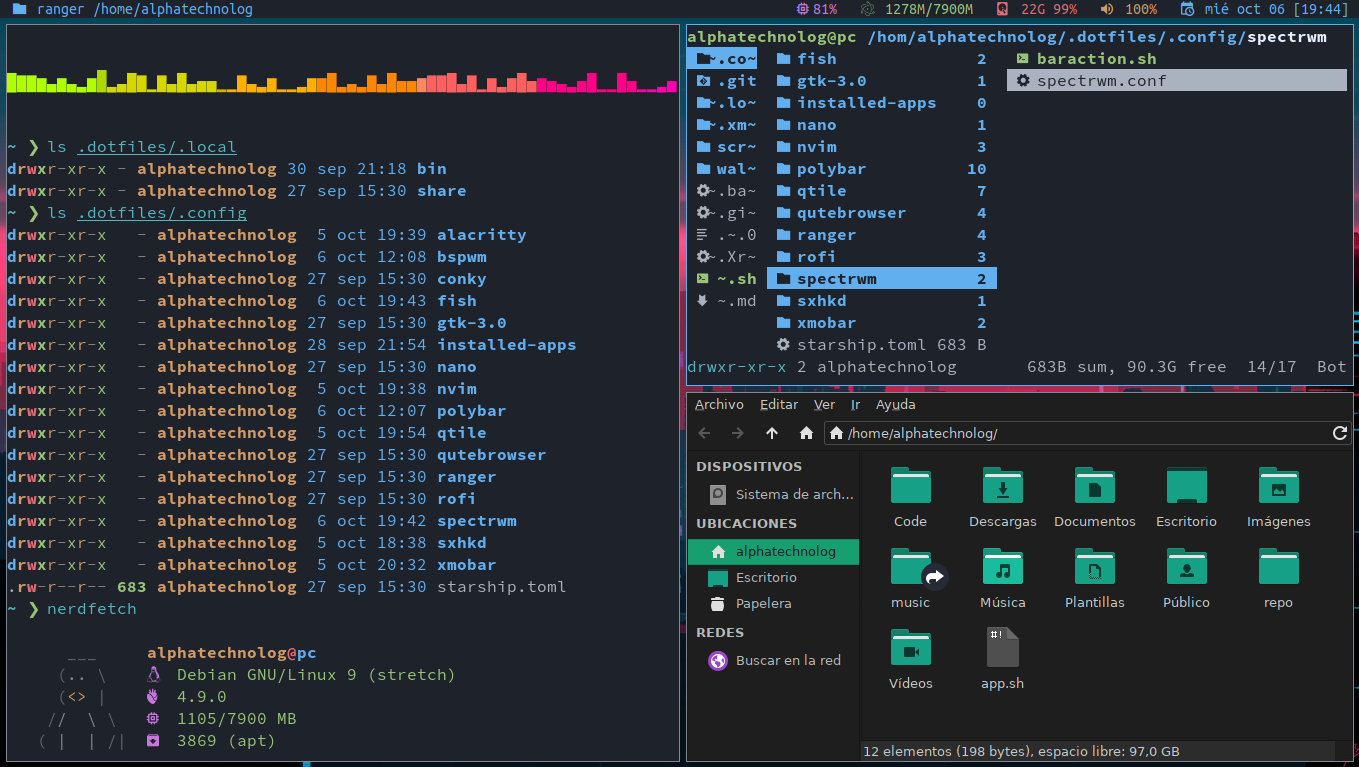 ranger /home/alphatechnolog 81% 1278M/7900M 22G 99% 100% mié oct 06 [19:44]
~ ❯ ls .dotfiles/.local
drwxr-xr-x - alphatechnolog 30 sep 21:18 bin
drwxr-xr-x - alphatechnolog 27 sep 15:30 share
~ ❯ ls .dotfiles/.config
drwxr-xr-x - alphatechnolog 5 oct 19:39 alacritty
drwxr-xr-x - alphatechnolog 6 oct 12:08 bspwm
drwxr-xr-x - alphatechnolog 27 sep 15:30 conky
drwxr-xr-x - alphatechnolog 6 oct 19:43 fish
drwxr-xr-x - alphatechnolog 27 sep 15:30 gtk-3.0
drwxr-xr-x - alphatechnolog 28 sep 21:54 installed-apps
drwxr-xr-x - alphatechnolog 27 sep 15:30 nano
drwxr-xr-x - alphatechnolog 5 oct 19:38 nvim
drwxr-xr-x - alphatechnolog 6 oct 12:07 polybar
drwxr-xr-x - alphatechnolog 5 oct 19:54 qtile
drwxr-xr-x - alphatechnolog 27 sep 15:30 qutebrowser
drwxr-xr-x - alphatechnolog 27 sep 15:30 ranger
drwxr-xr-x - alphatechnolog 27 sep 15:30 rofi
drwxr-xr-x - alphatechnolog 6 oct 19:42 spectrwm
drwxr-xr-x - alphatechnolog 5 oct 18:38 sxhkd
drwxr-xr-x - alphatechnolog 5 oct 20:32 xmobar
.rw-r--r-- 683 alphatechnolog 27 sep 15:30 starship.toml
~ ❯ nerdfetch
___ alphatechnolog@pc
(.. \ Debian GNU/Linux 9 (stretch)
(<> | 4.9.0
// \ \ 1105/7900 MB
( | | /| 3869 (apt)
alphatechnolog@pc /hom/alphatechnolog/.dotfiles/.config/spectrwm
~.co~ fish 2 baraction.sh
.git gtk-3.0 1 spectrwm.conf
~.lo~ installed-apps 0
~.xm~ nano 1
scr~ nvim 3
wal~ polybar 10
~.ba~ qtile 7
~.gi~ qutebrowser 4
.~.0 ranger 4
~.Xr~ rofi 3
~.sh spectrwm 2
~.md sxhkd 1
xmobar 2
starship.toml 683 B
drwxr-xr-x 2 alphatechnolog 683B sum, 90.3G free 14/17 Bot
Archivo Editar Ver Ir Ayuda
/home/alphatechnolog/
DISPOSITIVOS
Sistema de arch...
UBICACIONES
alphatechnolog
Escritorio
Papelera
REDES
Buscar en la red
Code Descargas Documentos Escritorio Imágenes
music Música Plantillas Público repo
#!
Vídeos app.sh
12 elementos (198 bytes), espacio libre: 97,0 GB